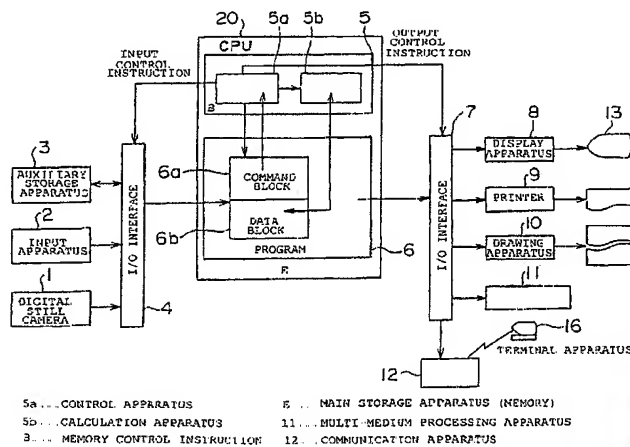 20
5a
5b
5
CPU
INPUT
CONTROL
INSTRUCTION
OUTPUT
CONTROL
INSTRUCTION
B
3
AUXILIARY
STORAGE
APPARATUS
2
INPUT
APPARATUS
1
DIGITAL
STILL
CAMERA
I/O INTERFACE
4
6a
COMMAND
BLOCK
6b
DATA
BLOCK
PROGRAM
6
E
7
I/O INTERFACE
8
DISPLAY
APPARATUS
13
9
PRINTER
10
DRAWING
APPARATUS
11
16
TERMINAL APPARATUS
12
5a .... CONTROL APPARATUS
5b .... CALCULATION APPARATUS
B .... MEMORY CONTROL INSTRUCTION
E .. MAIN STORAGE APPARATUS (MEMORY)
11 ... MULTI-MEDIUM PROCESSING APPARATUS
12 ... COMMUNICATION APPARATUS